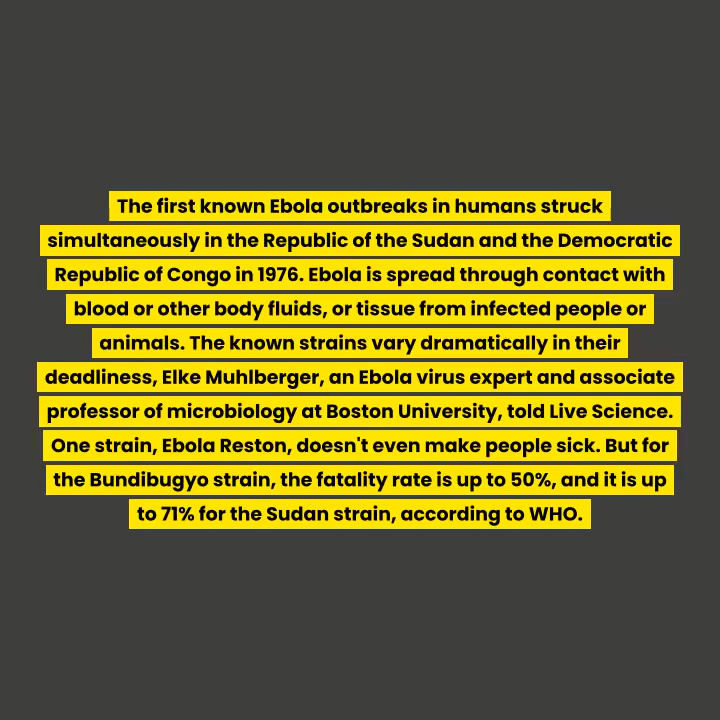 The first known Ebola outbreaks in humans struck
simultaneously in the Republic of the Sudan and the Democratic
Republic of Congo in 1976. Ebola is spread through contact with
blood or other body fluids, or tissue from infected people or
animals. The known strains vary dramatically in their
deadliness, Elke Muhlberger, an Ebola virus expert and associate
professor of microbiology at Boston University, told Live Science.
One strain, Ebola Reston, doesn't even make people sick. But for
the Bundibugyo strain, the fatality rate is up to 50%, and it is up
to 71% for the Sudan strain, according to WHO.